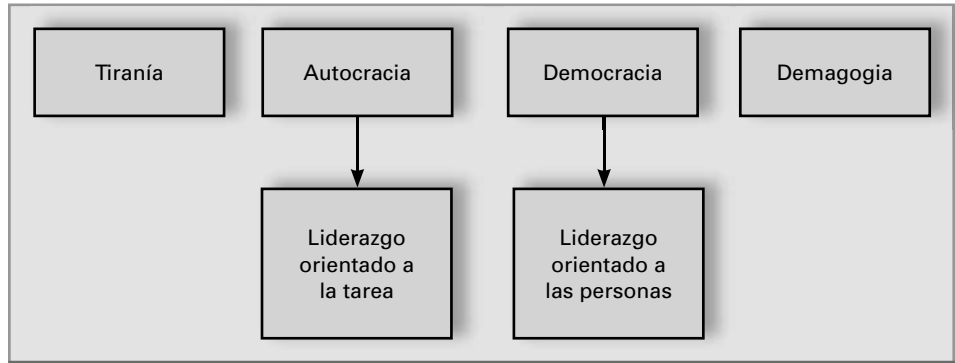 Tiranía
Autocracia
Democracia
Demagogia
Liderazgo
orientado a
la tarea
Liderazgo
orientado a
las personas